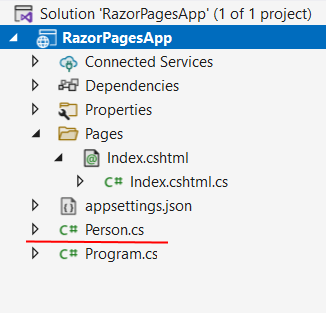 Solution 'RazorPagesApp' (1 of 1 project)
RazorPagesApp
Connected Services
Dependencies
Properties
Pages
Index.cshtml
C# Index.cshtml.cs
appsettings.json
C# Person.cs
C# Program.cs